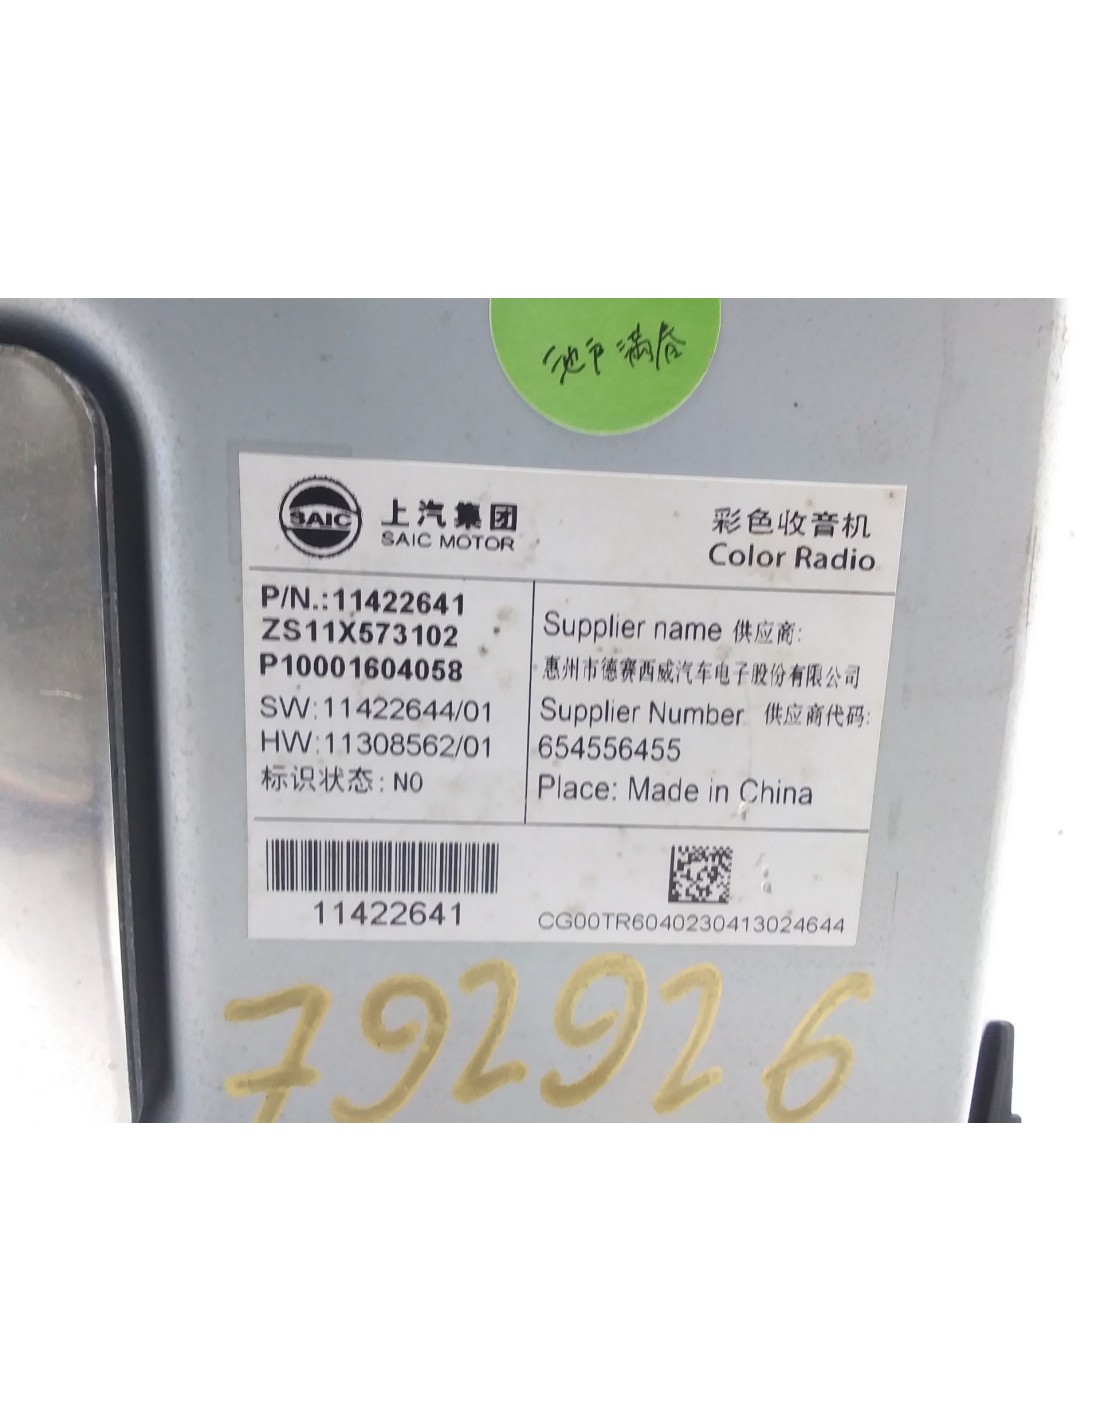 SAIC
上汽集团
SAIC MOTOR
彩色收音机
Color Radio
P/N.:11422641
ZS11X573102
P10001604058
SW:11422644/01
HW:11308562/01
标识状态: N0
Supplier name 供应商:
惠州市德赛西威汽车电子股份有限公司
Supplier Number 供应商代码:
654556455
Place: Made in China
11422641
CG00TR6040230413024644
792926